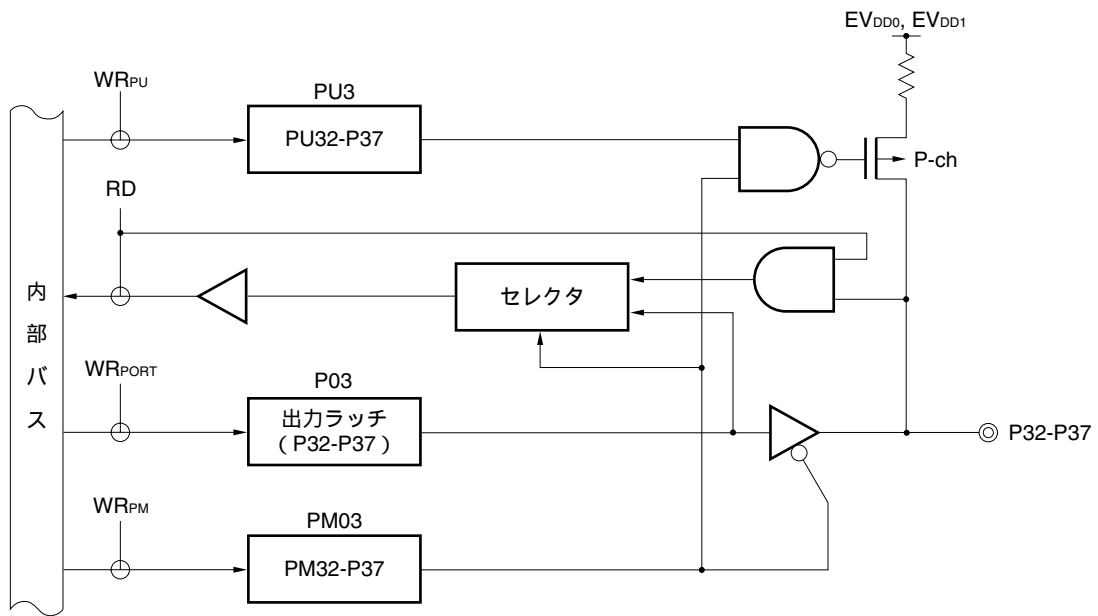 EVDD0, EVDD1
WRPU
PU3
PU32-P37
P-ch
RD
内部バス
セレクタ
WRPORT
P03
出力ラッチ
（P32-P37）
P32-P37
WRPM
PM03
PM32-P37